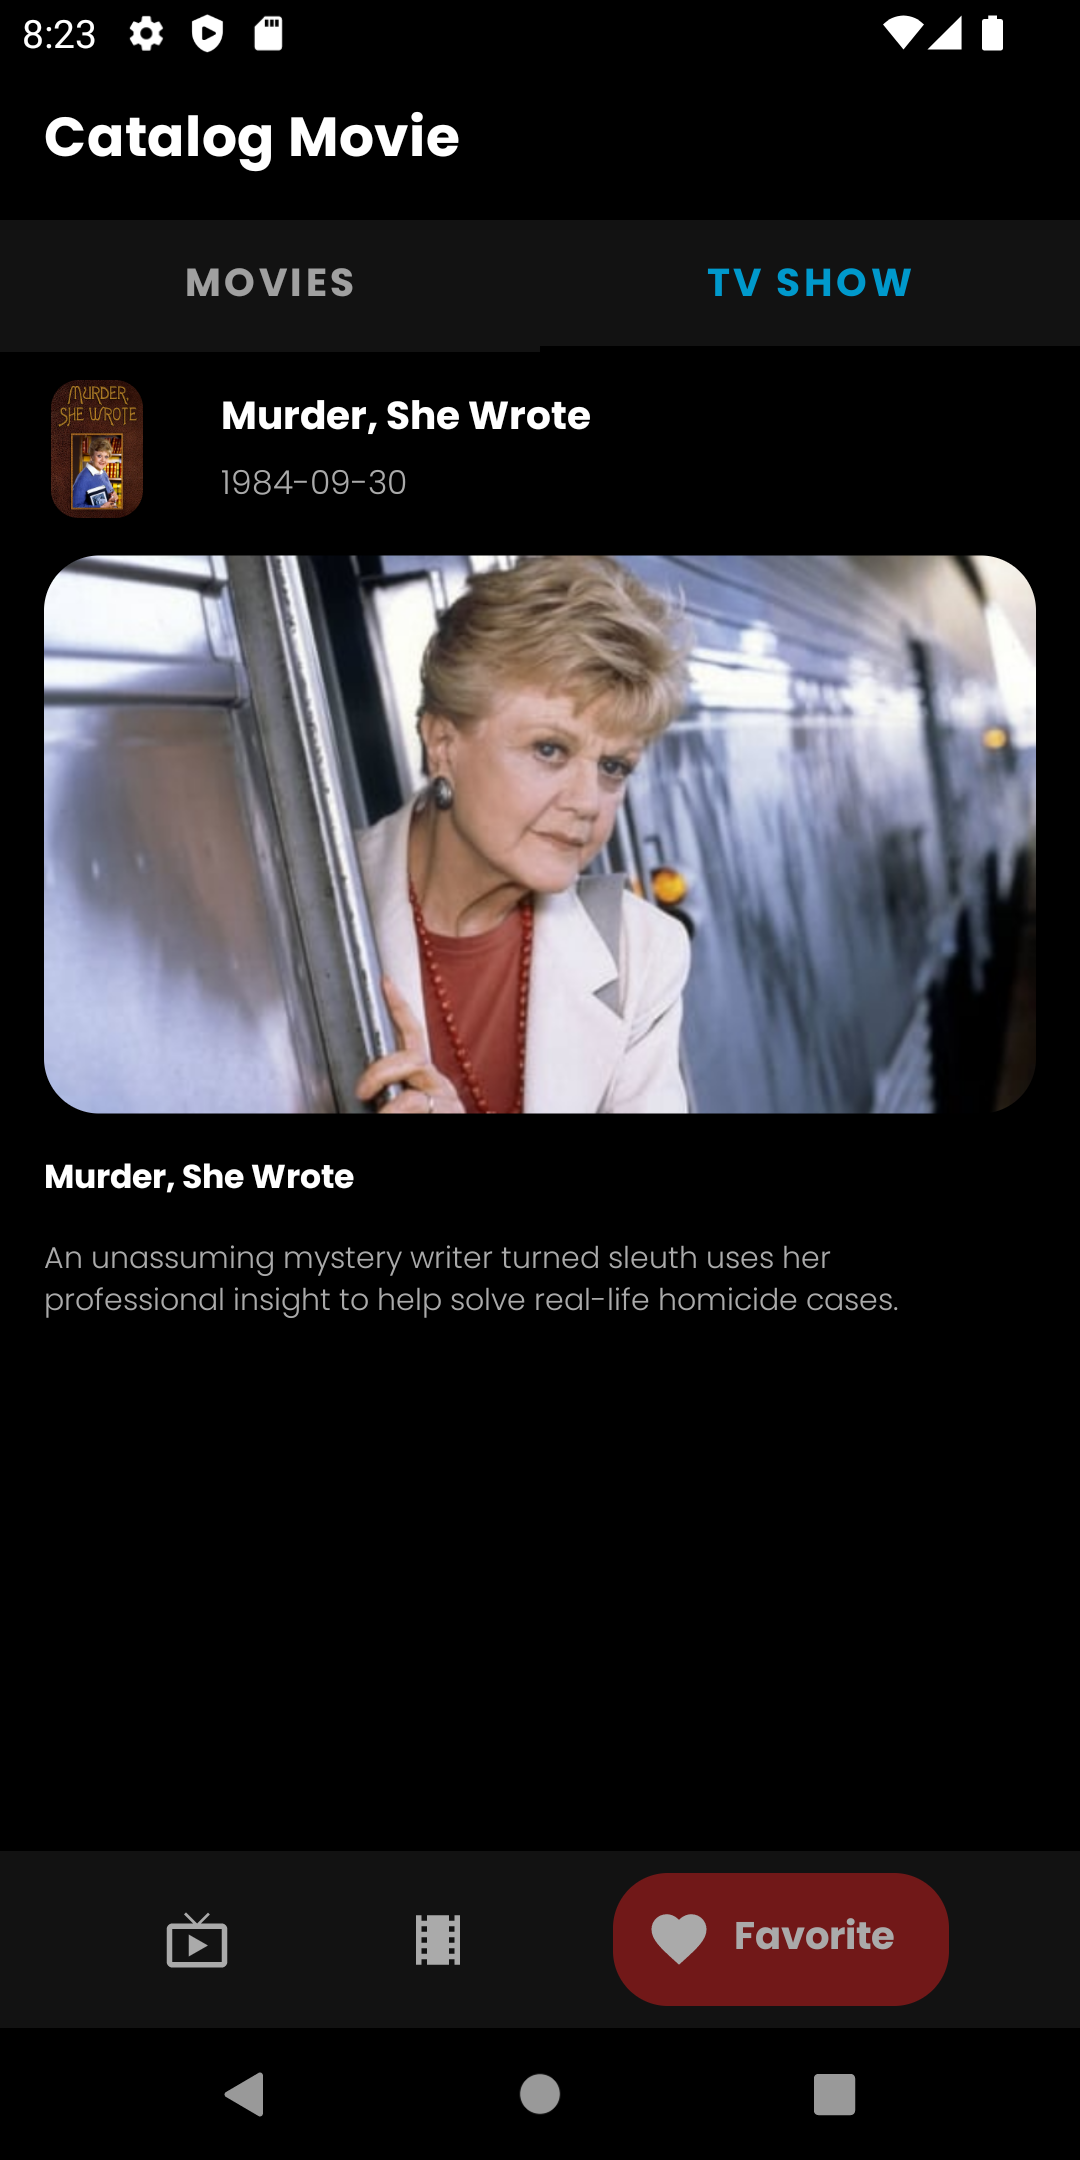 8:23
Catalog Movie
MOVIES
TV SHOW
MURDER,
SHE WROTE
Murder, She Wrote
1984-09-30
Murder, She Wrote
An unassuming mystery writer turned sleuth uses her
professional insight to help solve real-life homicide cases.
Favorite